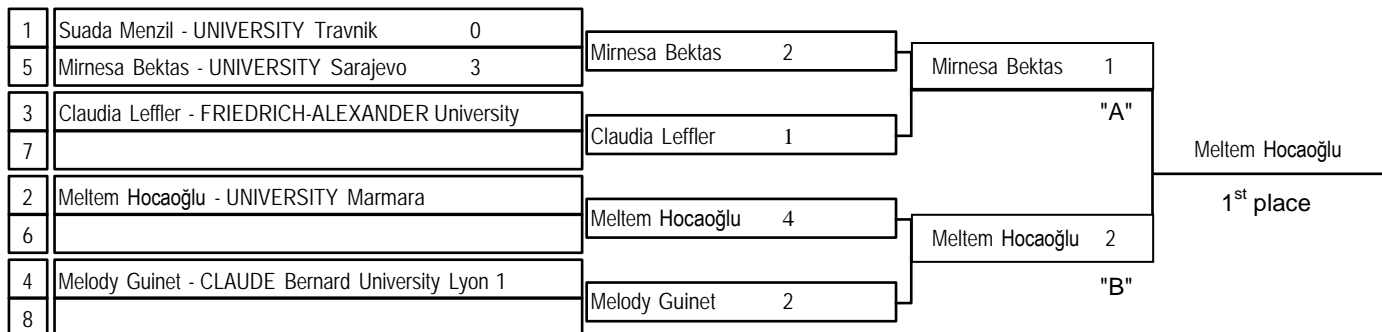 1 Suada Menzil - UNIVERSITY Travnik 0
5 Mirnesa Bektas - UNIVERSITY Sarajevo 3
3 Claudia Leffler - FRIEDRICH-ALEXANDER University
7
2 Meltem Hocaoğlu - UNIVERSITY Marmara
6
4 Melody Guinet - CLAUDE Bernard University Lyon 1
8
Mirnesa Bektas 2
Claudia Leffler 1
Meltem Hocaoğlu 4
Melody Guinet 2
Mirnesa Bektas 1
"A"
Meltem Hocaoğlu 2
"B"
Meltem Hocaoğlu
1st place